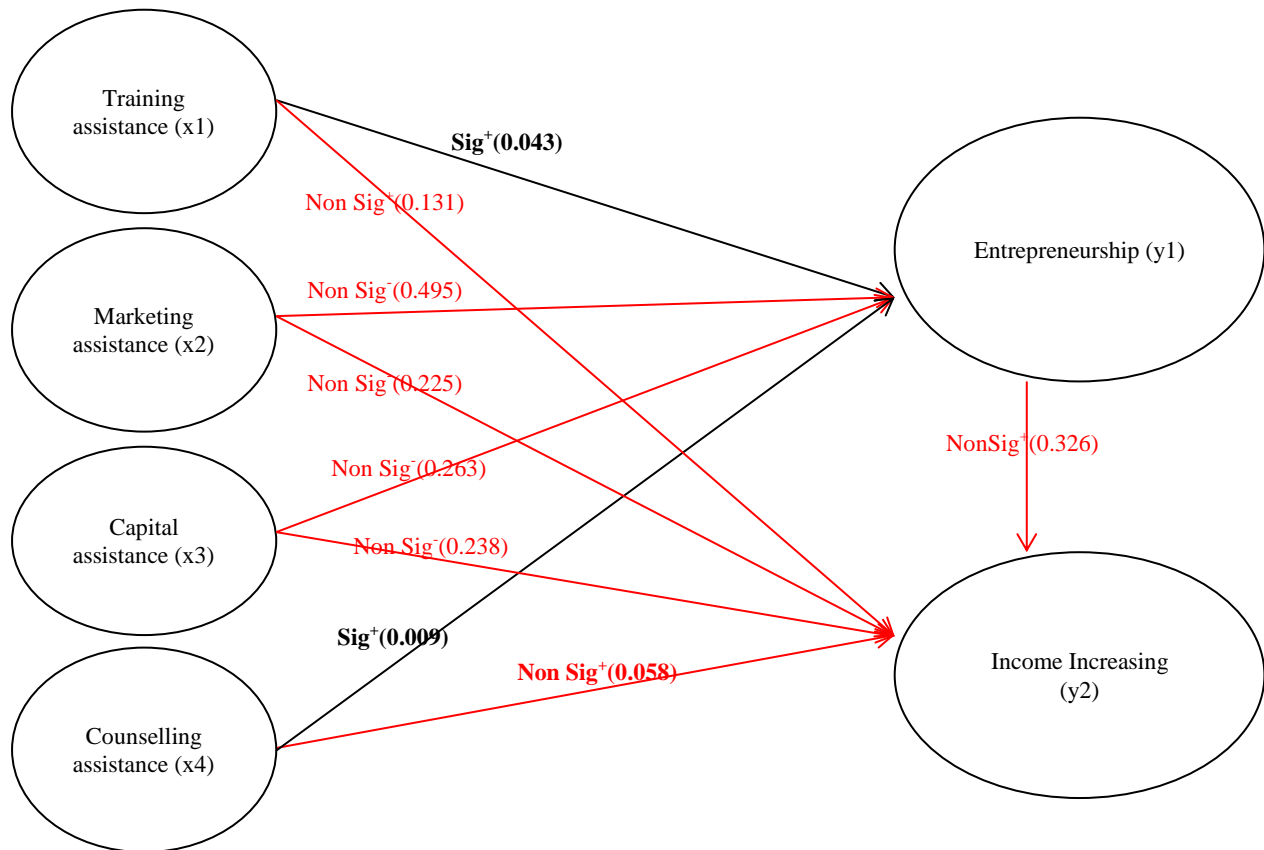 Training
assistance (x1)
Sig⁺(0.043)
Non Sig⁺(0.131)
Entrepreneurship (y1)
Marketing
assistance (x2)
Non Sig⁻(0.495)
Non Sig⁻(0.225)
Non Sig⁻(0.263)
NonSig⁺(0.326)
Capital
assistance (x3)
Non Sig⁻(0.238)
Sig⁺(0.009)
Non Sig⁺(0.058)
Income Increasing
(y2)
Counselling
assistance (x4)